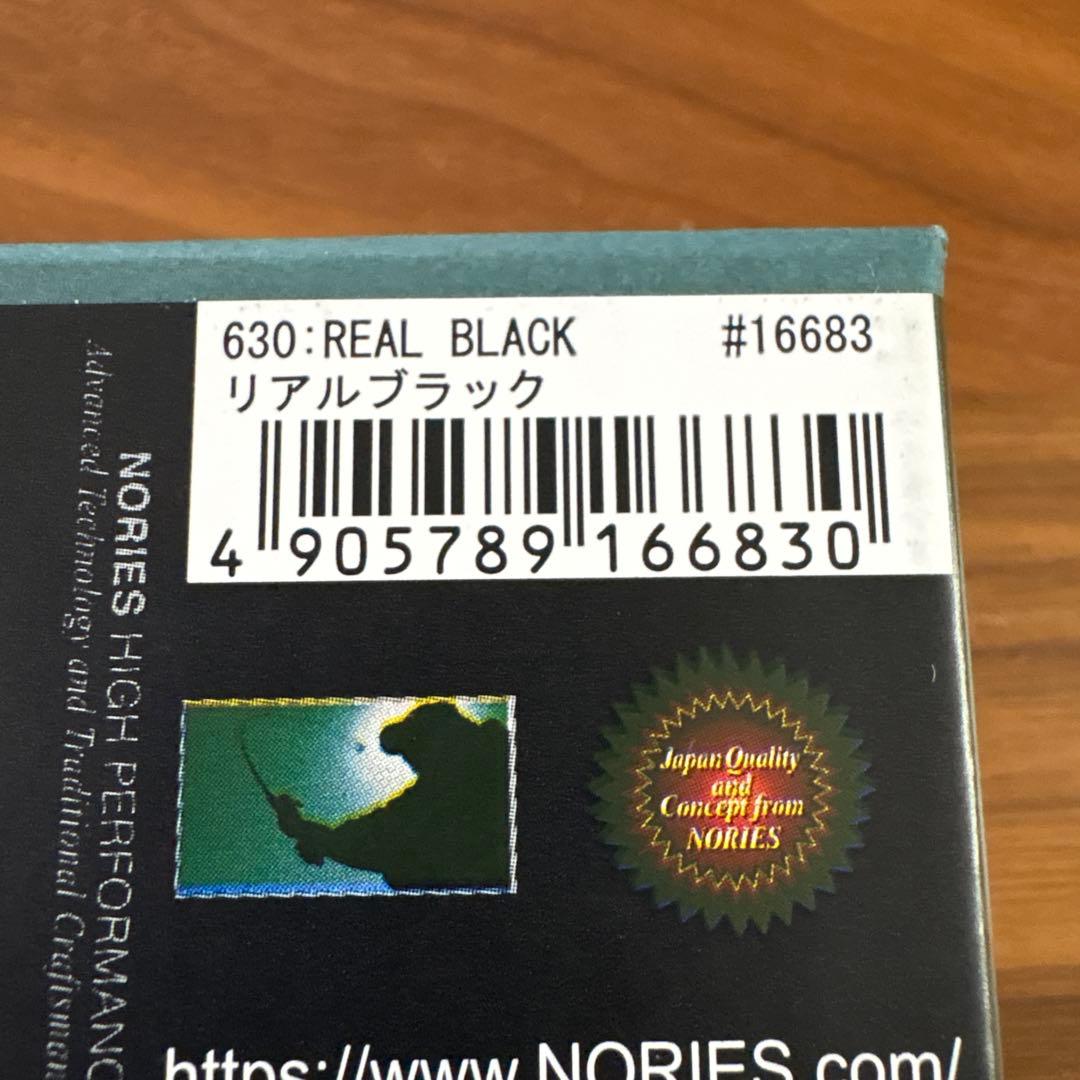 630:REAL BLACK #16683
リアルブラック
4 905789 166830
NORIES HIGH PERFORMANC
Advanced Technology and Traditional Craftsman
Japan Quality
and
Concept from
NORIES
https://www.NORIES.com/